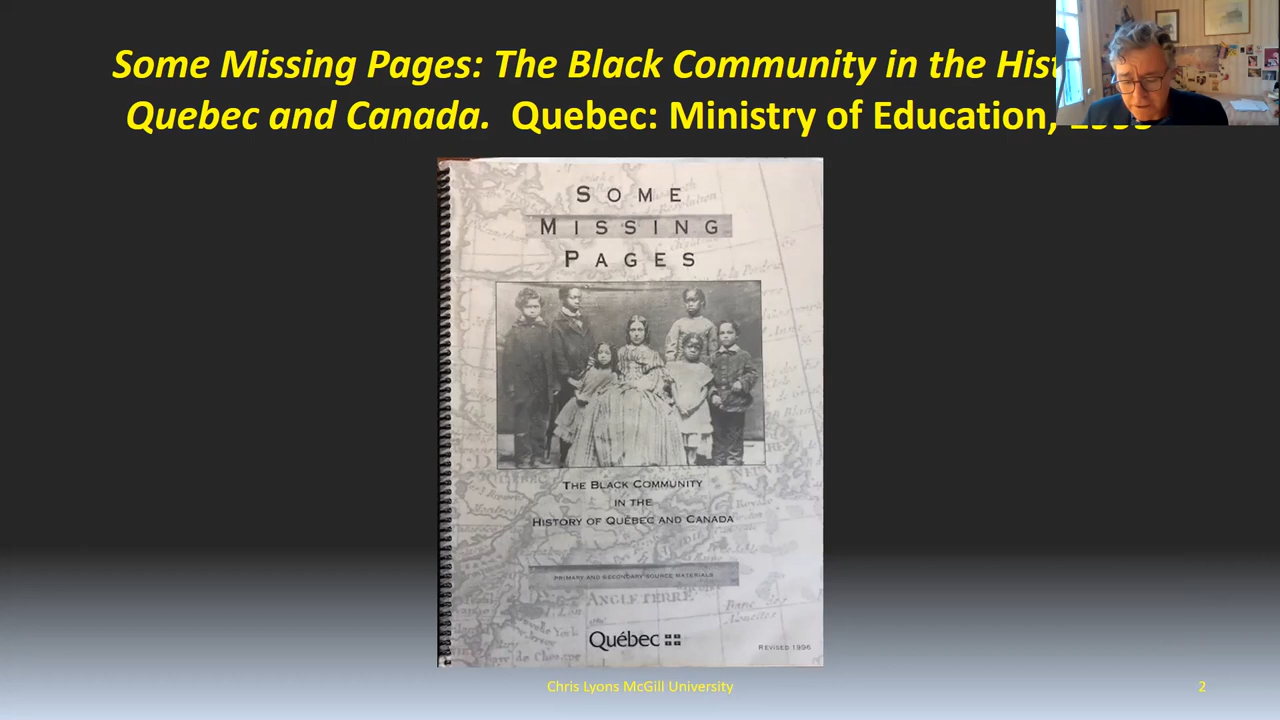 Some Missing Pages: The Black Community in the Hist
Quebec and Canada. Quebec: Ministry of Education, 1995
SOME
MISSING
PAGES
THE BLACK COMMUNITY
IN THE
HISTORY OF QUÉBEC AND CANADA
PRIMARY AND SECONDARY SOURCE MATERIALS
ANGLETERRE
Québec
REVISED 1996
Chris Lyons McGill University
2